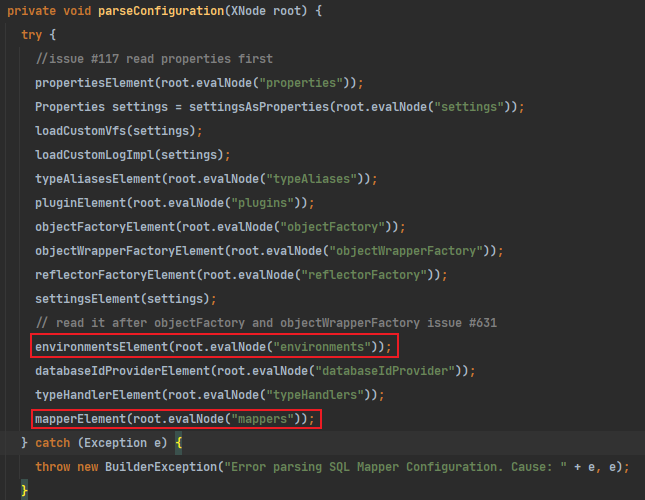 private void parseConfiguration(XNode root) {
try {
//issue #117 read properties first
propertiesElement(root.evalNode("properties"));
Properties settings = settingsAsProperties(root.evalNode("settings"));
loadCustomVfs(settings);
loadCustomLogImpl(settings);
typeAliasesElement(root.evalNode("typeAliases"));
pluginElement(root.evalNode("plugins"));
objectFactoryElement(root.evalNode("objectFactory"));
objectWrapperFactoryElement(root.evalNode("objectWrapperFactory"));
reflectorFactoryElement(root.evalNode("reflectorFactory"));
settingsElement(settings);
// read it after objectFactory and objectWrapperFactory issue #631
environmentsElement(root.evalNode("environments"));
databaseIdProviderElement(root.evalNode("databaseIdProvider"));
typeHandlerElement(root.evalNode("typeHandlers"));
mapperElement(root.evalNode("mappers"));
} catch (Exception e) {
throw new BuilderException("Error parsing SQL Mapper Configuration. Cause: " + e, e);
}